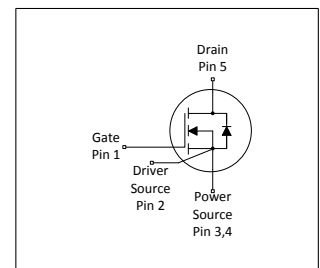 Drain
Pin 5
Gate
Pin 1
Driver
Source
Pin 2
Power
Source
Pin 3,4